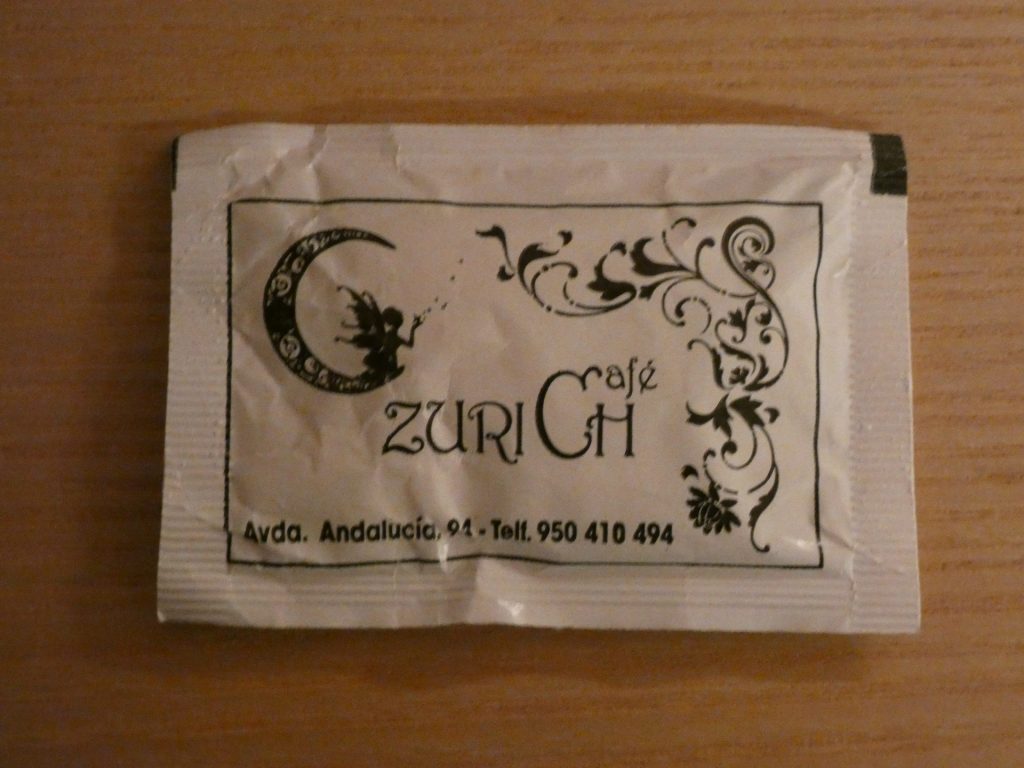 Café
ZURICH
Avda. Andalucía, 94 - Telf. 950 410 494